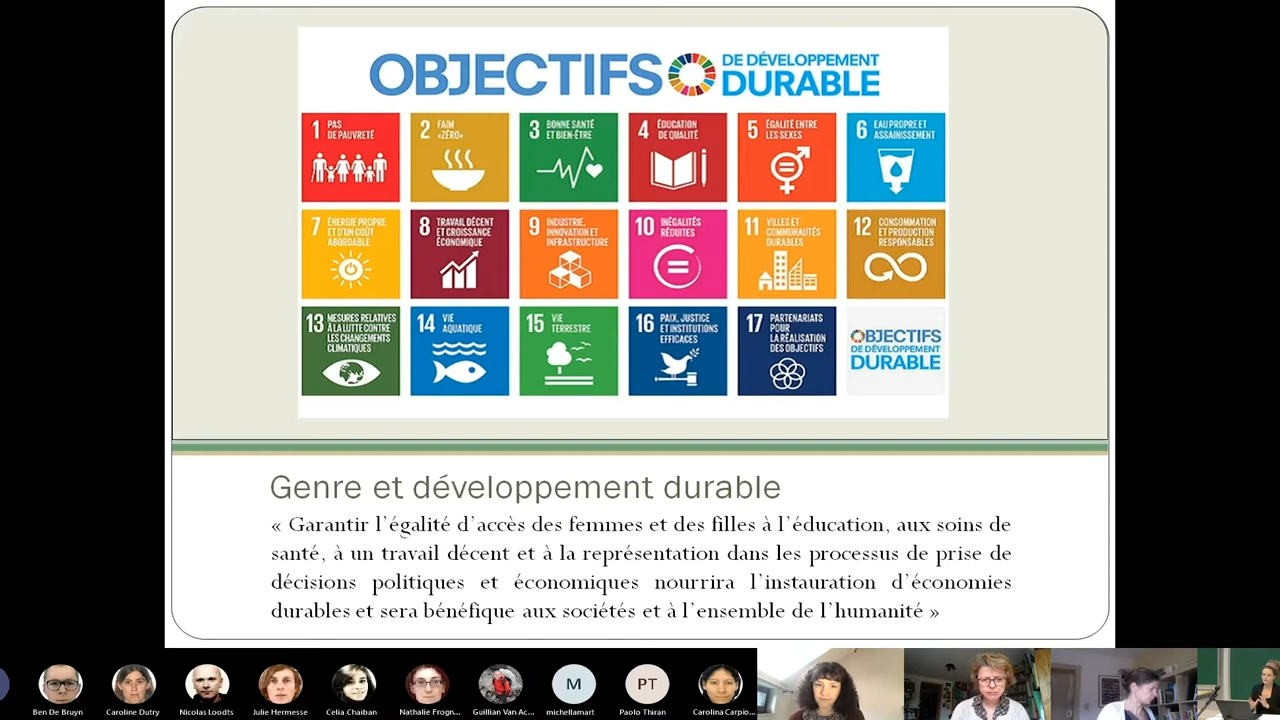 OBJECTIFS
DE DÉVELOPPEMENT
DURABLE
1 PAS
DE PAUVRETÉ
2 FAIM
«ZÉRO»
3 BONNE SANTÉ
ET BIEN-ÊTRE
4 ÉDUCATION
DE QUALITÉ
5 ÉGALITÉ ENTRE
LES SEXES
6 EAU PROPRE ET
ASSAINISSEMENT
7 ÉNERGIE PROPRE
ET D'UN COÛT
ABORDABLE
8 TRAVAIL DÉCENT
ET CROISSANCE
ÉCONOMIQUE
9 INDUSTRIE,
INNOVATION ET
INFRASTRUCTURE
10 INÉGALITÉS
RÉDUITES
11 VILLES ET
COMMUNAUTÉS
DURABLES
12 CONSOMMATION
ET PRODUCTION
RESPONSABLES
13 MESURES RELATIVES
À LA LUTTE CONTRE
LES CHANGEMENTS
CLIMATIQUES
14 VIE
AQUATIQUE
15 VIE
TERRESTRE
16 PAIX, JUSTICE
ET INSTITUTIONS
EFFICACES
17 PARTENARIATS
POUR
LA RÉALISATION
DES OBJECTIFS
OBJECTIFS
DE DÉVELOPPEMENT
DURABLE
Genre et développement durable
« Garantir l'égalité d'accès des femmes et des filles à l'éducation, aux soins de
santé, à un travail décent et à la représentation dans les processus de prise de
décisions politiques et économiques nourrira l'instauration d'économies
durables et sera bénéfique aux sociétés et à l'ensemble de l'humanité »
M
PT
Ben De Bruyn
Caroline Dutry
Nicolas Loodts
Julie Hermesse
Celia Chaiban
Nathalie Frogn...
Guillian Van Ac...
michellamart
Paolo Thiran
Carolina Carpio...